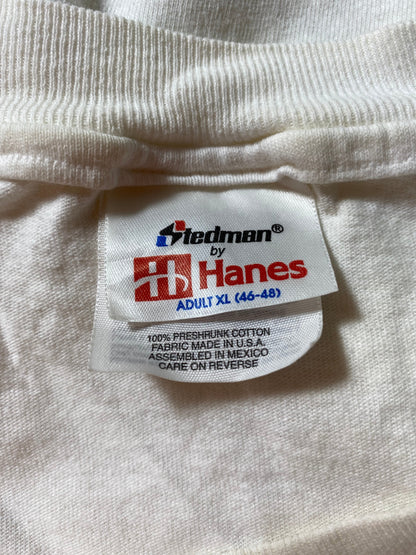 Stedman®
by
Hanes
ADULT XL (46-48)
100% PRESHRUNK COTTON
FABRIC MADE IN U.S.A.
ASSEMBLED IN MEXICO
CARE ON REVERSE